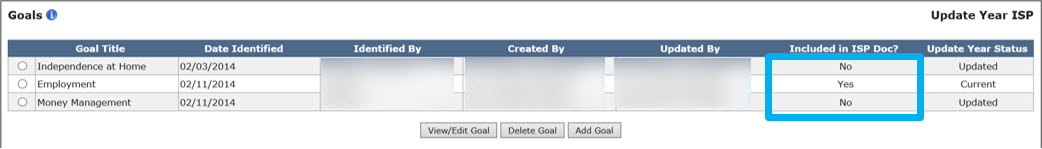 Goals i Update Year ISP
Goal Title Date Identified Identified By Created By Updated By Included in ISP Doc? Update Year Status
Independence at Home 02/03/2014 No Updated
Employment 02/11/2014 Yes Current
Money Management 02/11/2014 No Updated
View/Edit Goal Delete Goal Add Goal